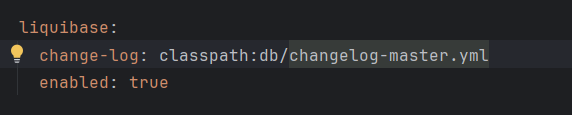 liquibase:
change-log: classpath:db/changelog-master.yml
enabled: true